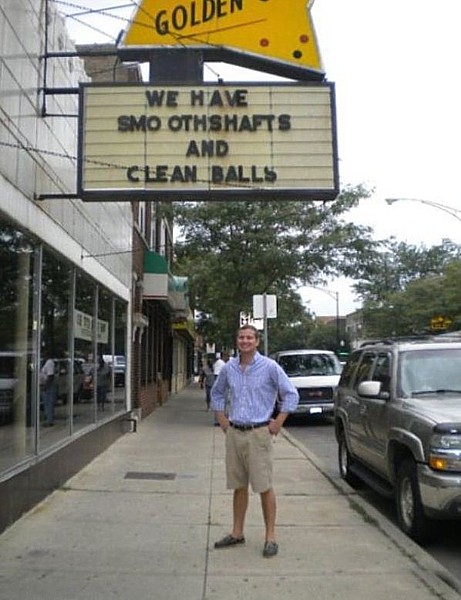 GOLDEN
WE HAVE
SMO OTHSHAFTS
AND
CLEAN BALLS